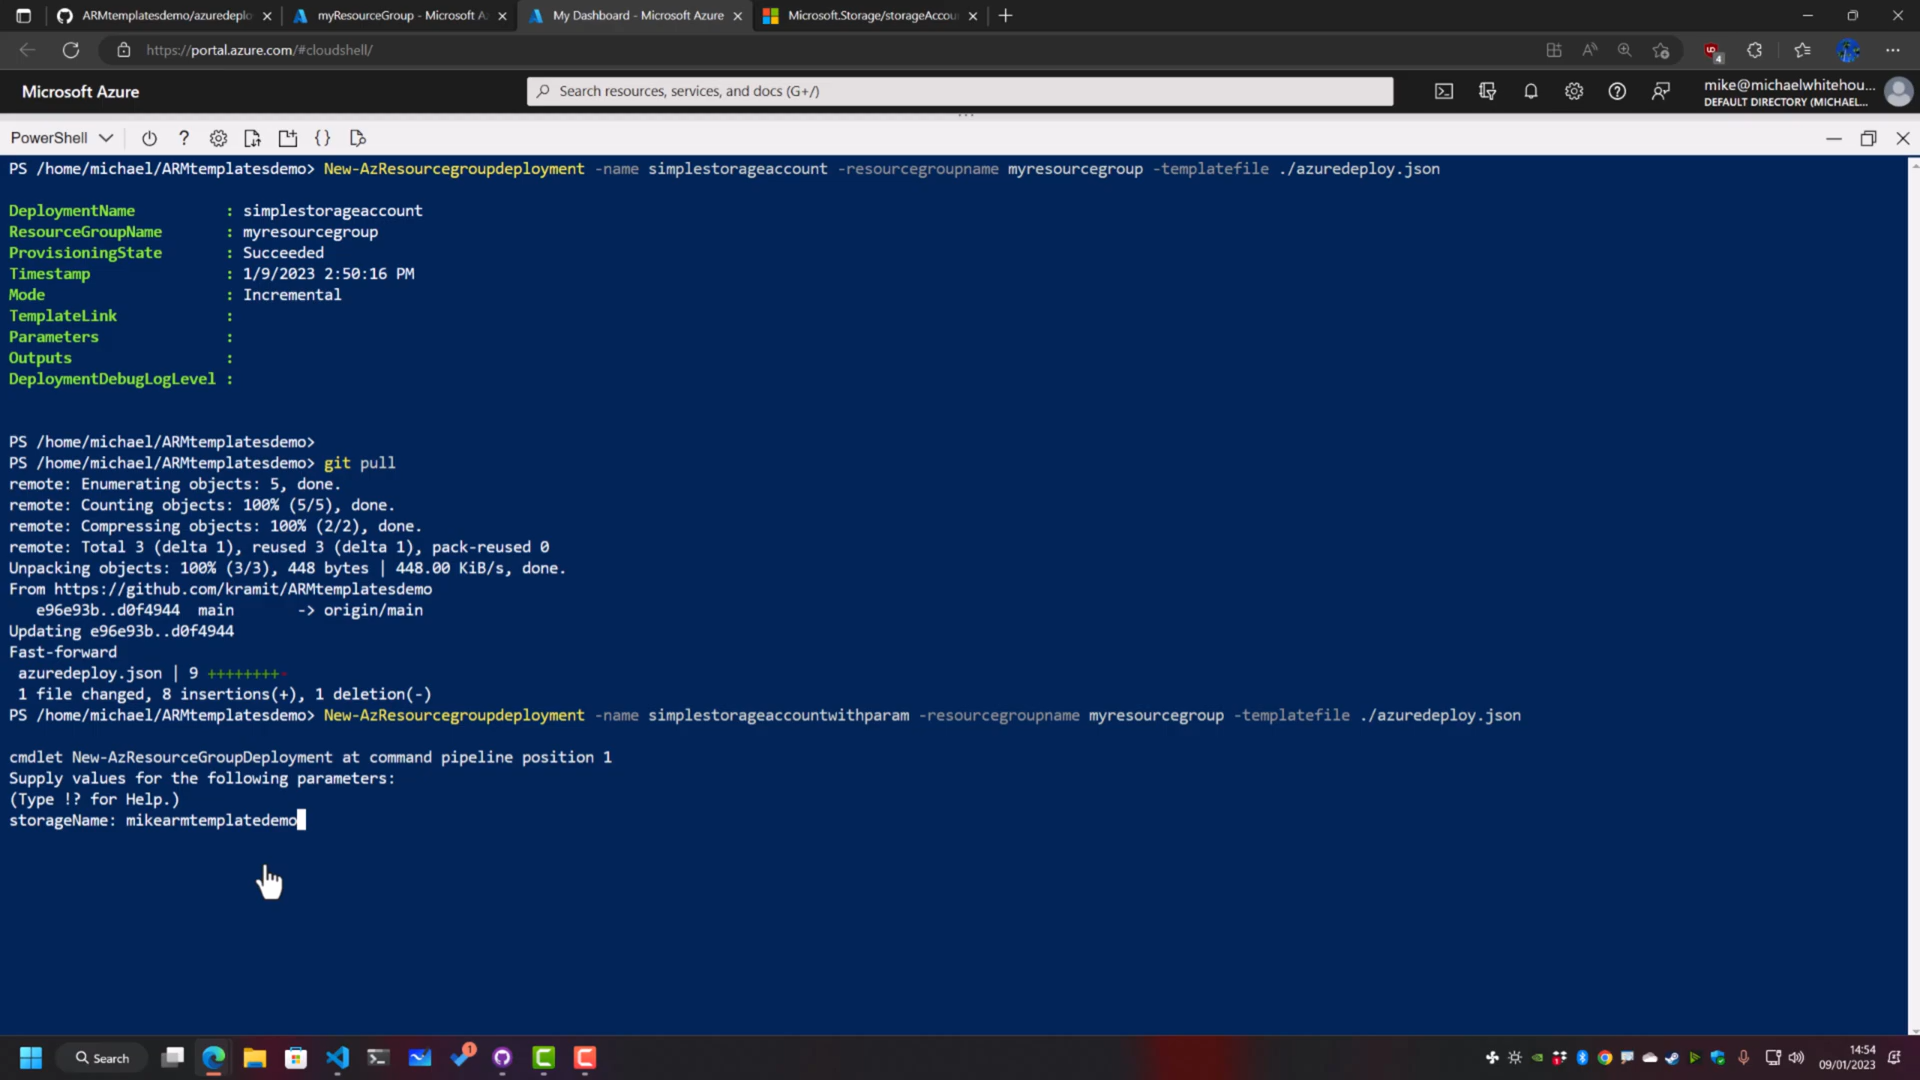 ARMtemplatesdemo/azuredeplo
myResourceGroup - Microsoft A
My Dashboard - Microsoft Azure
Microsoft.Storage/storageAccou
https://portal.azure.com/#cloudshell/
4
Microsoft Azure
Search resources, services, and docs (G+/)
mike@michaelwhitehou...
DEFAULT DIRECTORY (MICHAEL...
PowerShell
PS /home/michael/ARMtemplatesdemo> New-AzResourcegroupdeployment -name simplestorageaccount -resourcegroupname myresourcegroup -templatefile ./azuredeploy.json
DeploymentName : simplestorageaccount
ResourceGroupName : myresourcegroup
ProvisioningState : Succeeded
Timestamp : 1/9/2023 2:50:16 PM
Mode : Incremental
TemplateLink :
Parameters :
Outputs :
DeploymentDebugLogLevel :
PS /home/michael/ARMtemplatesdemo>
PS /home/michael/ARMtemplatesdemo> git pull
remote: Enumerating objects: 5, done.
remote: Counting objects: 100% (5/5), done.
remote: Compressing objects: 100% (2/2), done.
remote: Total 3 (delta 1), reused 3 (delta 1), pack-reused 0
Unpacking objects: 100% (3/3), 448 bytes | 448.00 KiB/s, done.
From https://github.com/kramit/ARMtemplatesdemo
e96e93b..d0f4944 main -> origin/main
Updating e96e93b..d0f4944
Fast-forward
azuredeploy.json | 9 ++++++++-
1 file changed, 8 insertions(+), 1 deletion(-)
PS /home/michael/ARMtemplatesdemo> New-AzResourcegroupdeployment -name simplestorageaccountwithparam -resourcegroupname myresourcegroup -templatefile ./azuredeploy.json
cmdlet New-AzResourceGroupDeployment at command pipeline position 1
Supply values for the following parameters:
(Type !? for Help.)
storageName: mikearmtemplatedemo
Search
1
14:54
09/01/2023